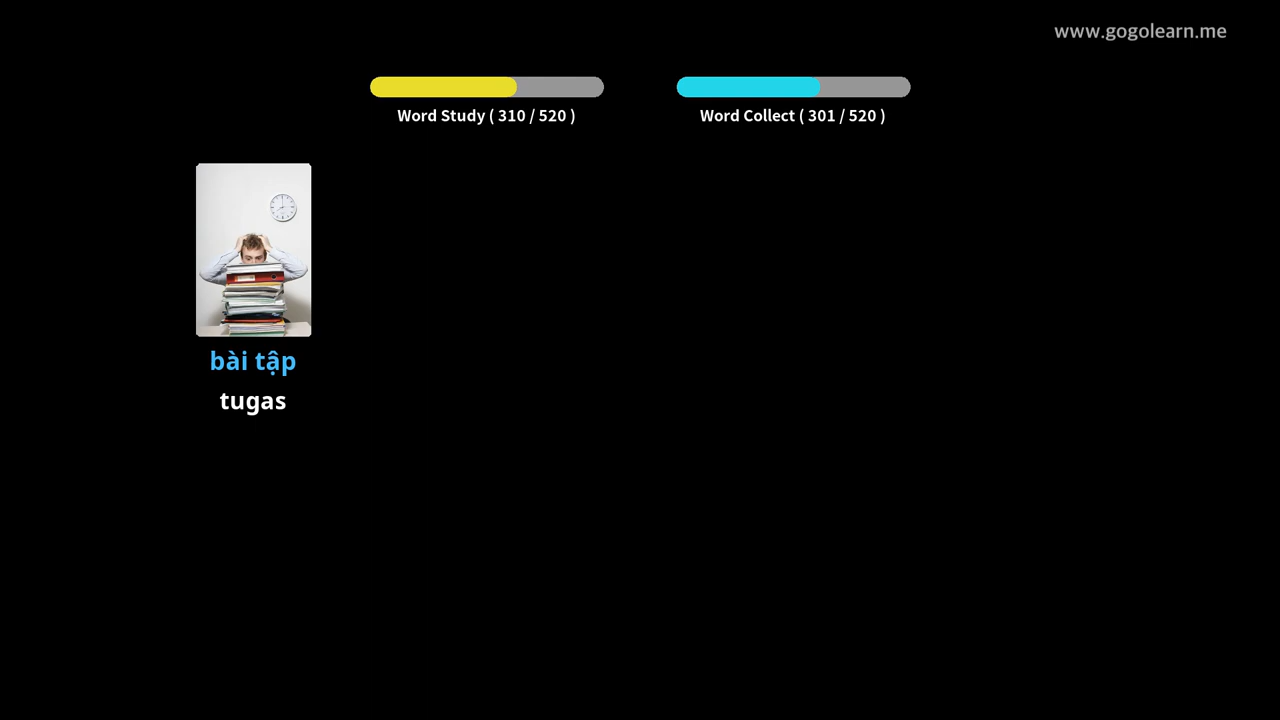 www.gogolearn.me
Word Study ( 310 / 520 )
Word Collect ( 301 / 520 )
bài tập
tugas